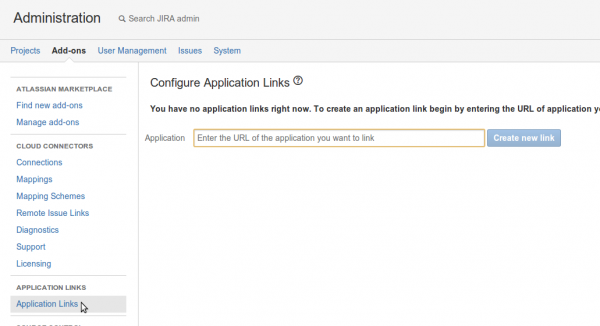 Administration
Search JIRA admin
Projects Add-ons User Management Issues System
ATLASSIAN MARKETPLACE
Find new add-ons
Manage add-ons
CLOUD CONNECTORS
Connections
Mappings
Mapping Schemes
Remote Issue Links
Diagnostics
Support
Licensing
APPLICATION LINKS
Application Links
Configure Application Links ?
You have no application links right now. To create an application link begin by entering the URL of application
Application Enter the URL of the application you want to link Create new link